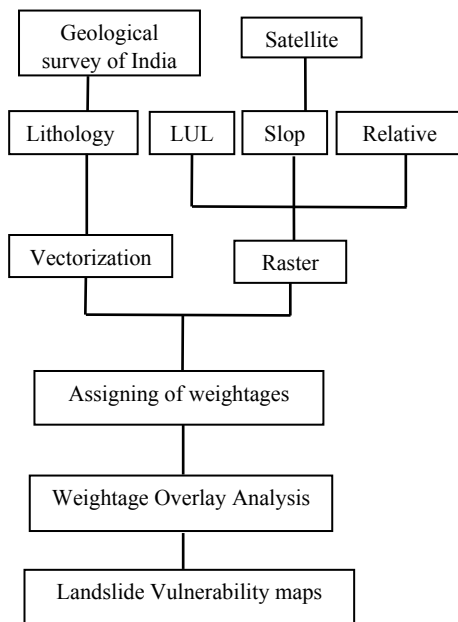 Geological
survey of India
Satellite
Lithology
LUL
Slop
Relative
Vectorization
Raster
Assigning of weightages
Weightage Overlay Analysis
Landslide Vulnerability maps